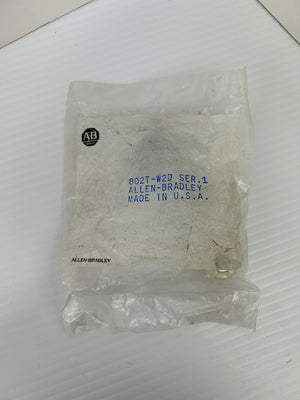 AB
802T-W2D SER.1
ALLEN-BRADLEY
MADE IN U.S.A.
ALLEN-BRADLEY